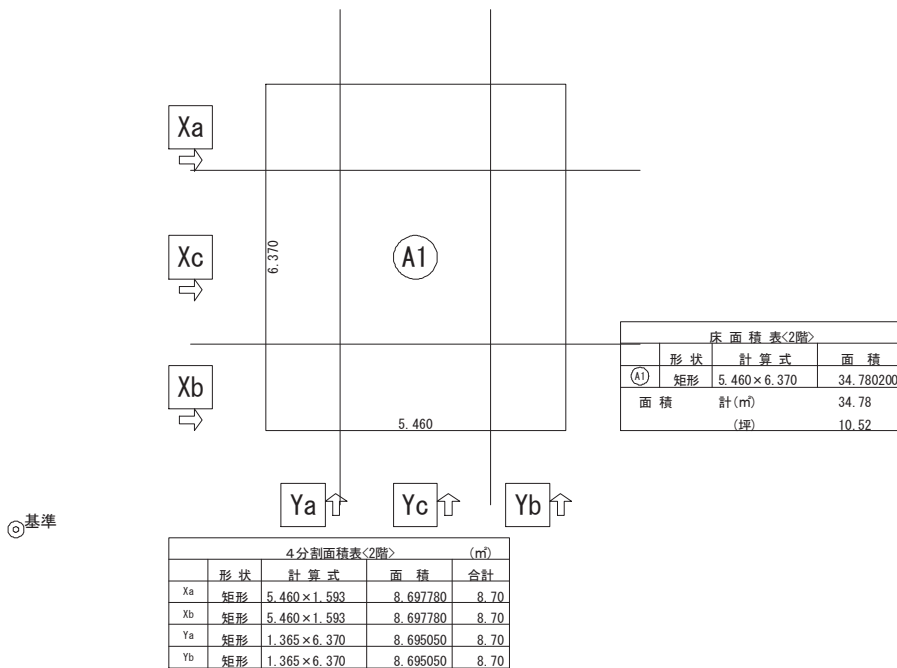 Xa
Xc
6.370
A1
Xb
5.460
床 面 積 表<2階>
形 状 計 算 式 面 積
A1 矩形 5.460×6.370 34.780200
面 積 計(㎡) 34.78
(坪) 10.52
Ya Yc Yb
基準
4分割面積表<2階> (㎡)
形 状 計 算 式 面 積 合計
Xa 矩形 5.460×1.593 8.697780 8.70
Xb 矩形 5.460×1.593 8.697780 8.70
Ya 矩形 1.365×6.370 8.695050 8.70
Yb 矩形 1.365×6.370 8.695050 8.70